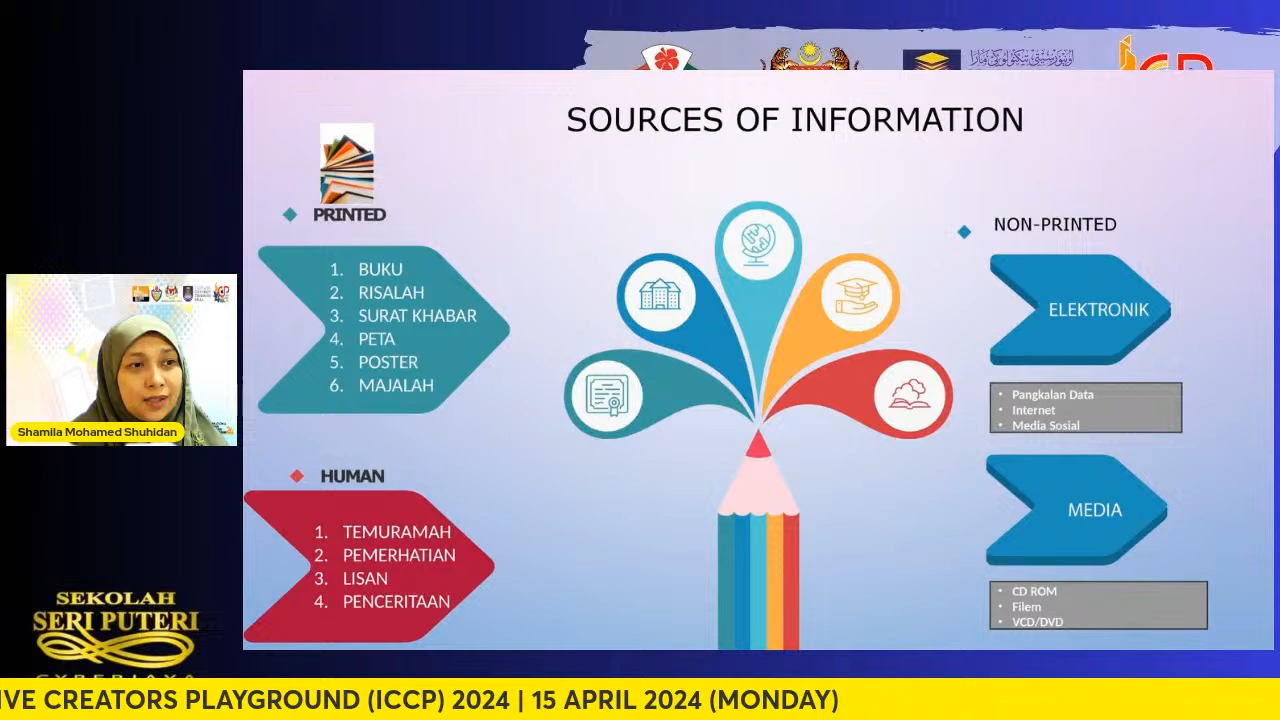 SOURCES OF INFORMATION
PRINTED
1. BUKU
2. RISALAH
3. SURAT KHABAR
4. PETA
5. POSTER
6. MAJALAH
HUMAN
1. TEMURAMAH
2. PEMERHATIAN
3. LISAN
4. PENCERITAAN
NON-PRINTED
ELEKTRONIK
• Pangkalan Data
• Internet
• Media Sosial
MEDIA
• CD ROM
• Filem
• VCD/DVD
Shamila Mohamed Shuhidan
SEKOLAH
SERI PUTERI
CYBERJAYA
IVE CREATORS PLAYGROUND (ICCP) 2024 | 15 APRIL 2024 (MONDAY)